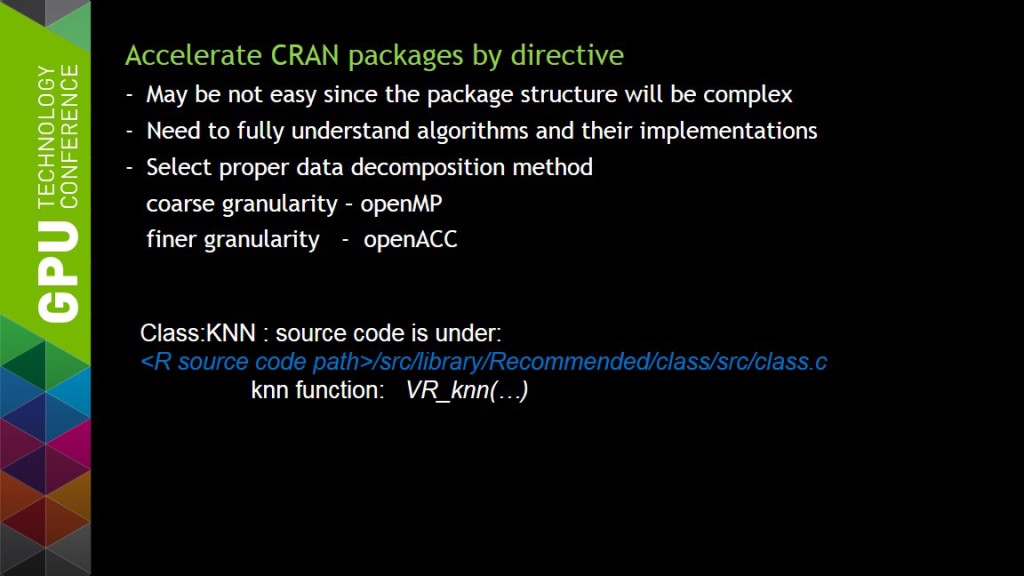 GPU TECHNOLOGY
CONFERENCE
Accelerate CRAN packages by directive
- May be not easy since the package structure will be complex
- Need to fully understand algorithms and their implementations
- Select proper data decomposition method
coarse granularity – openMP
finer granularity - openACC
Class:KNN : source code is under:
<R source code path>/src/library/Recommended/class/src/class.c
knn function: VR_knn(…)